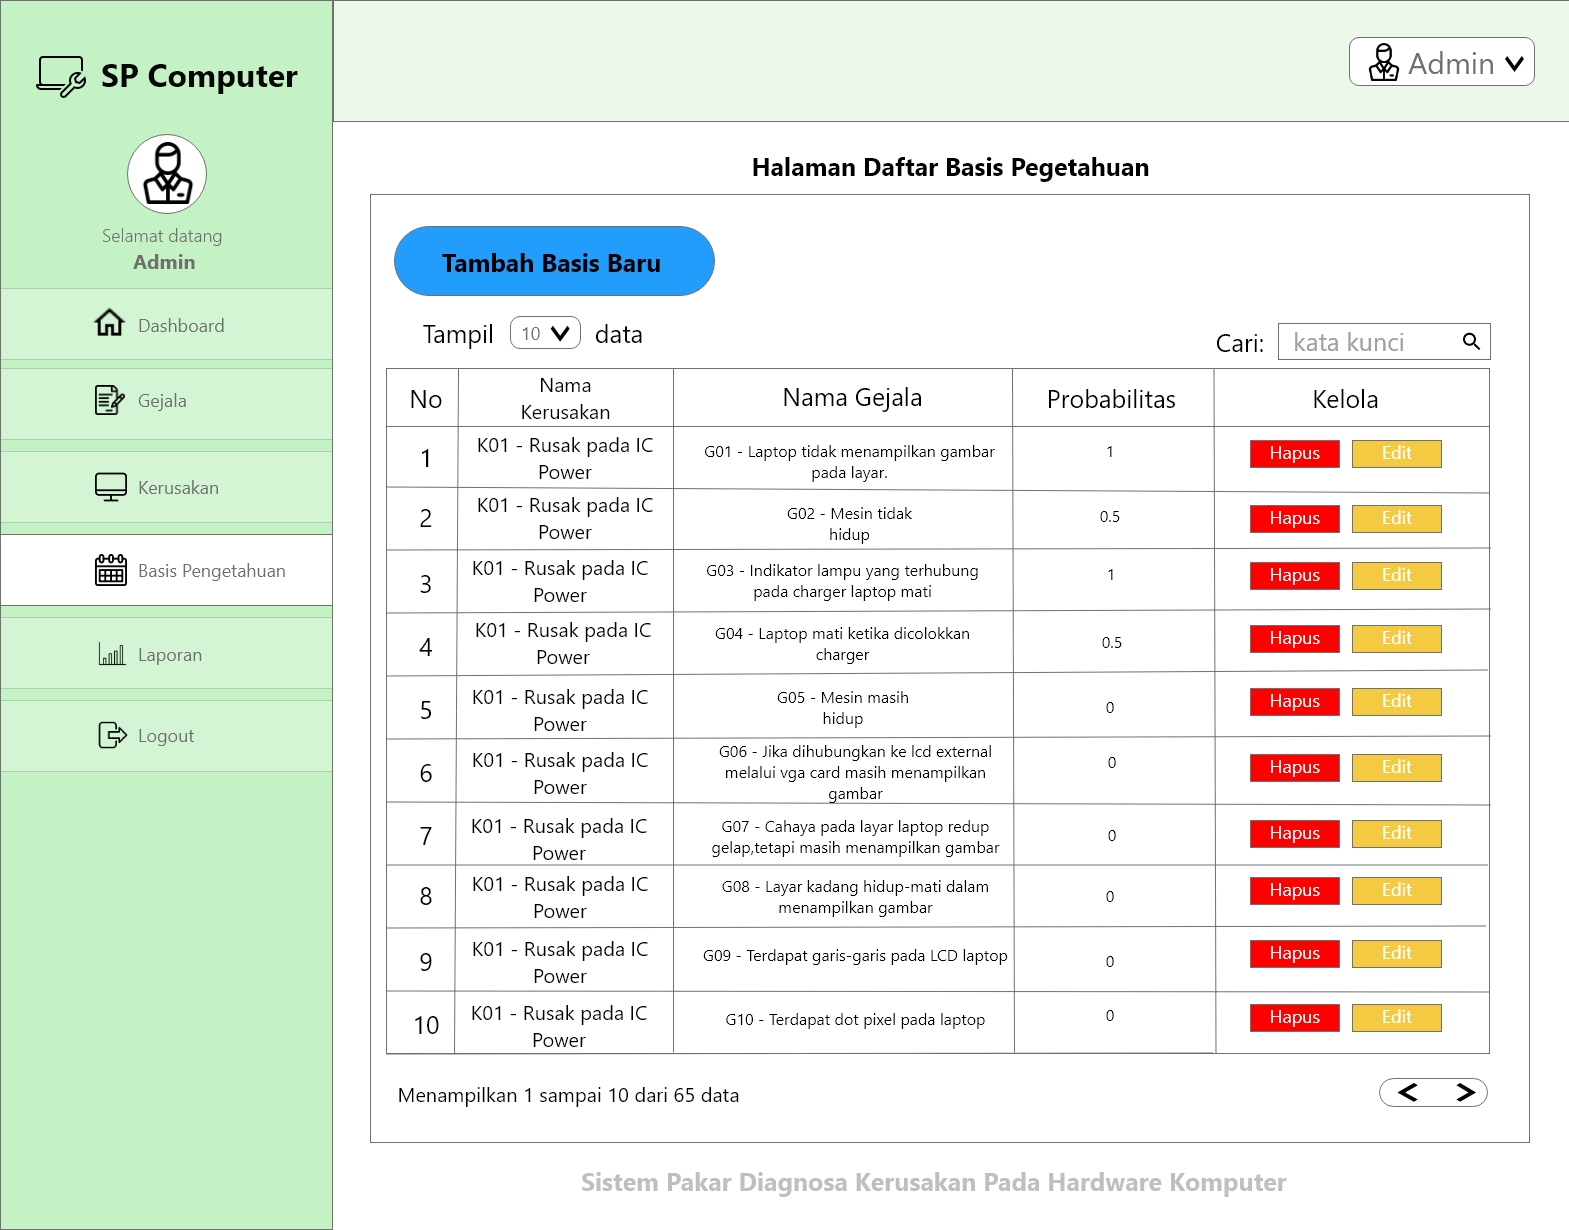 SP Computer
Selamat datang
Admin
Dashboard
Gejala
Kerusakan
Basis Pengetahuan
Laporan
Logout
Admin
Halaman Daftar Basis Pegetahuan
Tambah Basis Baru
Tampil 10 data
Cari: kata kunci
No
Nama
Kerusakan
Nama Gejala
Probabilitas
Kelola
1
K01 - Rusak pada IC
Power
G01 - Laptop tidak menampilkan gambar
pada layar.
1
Hapus
Edit
2
K01 - Rusak pada IC
Power
G02 - Mesin tidak
hidup
0.5
Hapus
Edit
3
K01 - Rusak pada IC
Power
G03 - Indikator lampu yang terhubung
pada charger laptop mati
1
Hapus
Edit
4
K01 - Rusak pada IC
Power
G04 - Laptop mati ketika dicolokkan
charger
0.5
Hapus
Edit
5
K01 - Rusak pada IC
Power
G05 - Mesin masih
hidup
0
Hapus
Edit
6
K01 - Rusak pada IC
Power
G06 - Jika dihubungkan ke lcd external
melalui vga card masih menampilkan
gambar
0
Hapus
Edit
7
K01 - Rusak pada IC
Power
G07 - Cahaya pada layar laptop redup
gelap,tetapi masih menampilkan gambar
0
Hapus
Edit
8
K01 - Rusak pada IC
Power
G08 - Layar kadang hidup-mati dalam
menampilkan gambar
0
Hapus
Edit
9
K01 - Rusak pada IC
Power
G09 - Terdapat garis-garis pada LCD laptop
0
Hapus
Edit
10
K01 - Rusak pada IC
Power
G10 - Terdapat dot pixel pada laptop
0
Hapus
Edit
Menampilkan 1 sampai 10 dari 65 data
Sistem Pakar Diagnosa Kerusakan Pada Hardware Komputer